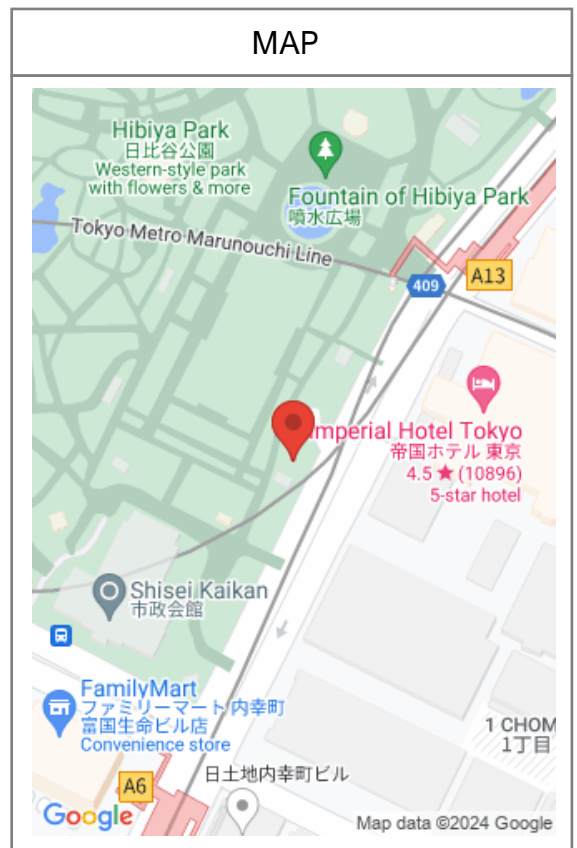 MAP
Hibiya Park
日比谷公園
Western-style park
with flowers & more
Fountain of Hibiya Park
噴水広場
Tokyo Metro Marunouchi Line
409
A13
Imperial Hotel Tokyo
帝国ホテル 東京
4.5 ★ (10896)
5-star hotel
Shisei Kaikan
市政会館
FamilyMart
ファミリーマート 内幸町
富国生命ビル店
Convenience store
1 CHOM
1丁目
A6
日土地内幸町ビル
Google
Map data ©2024 Google